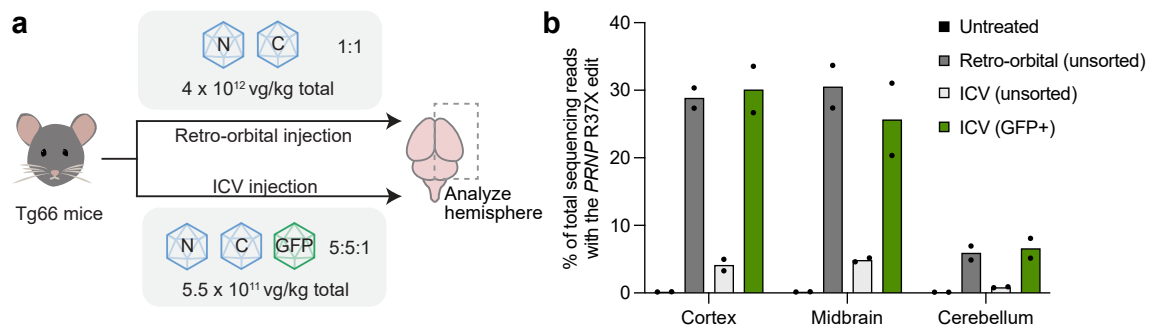 a
N C 1:1
4 x 10¹² vg/kg total
Retro-orbital injection
ICV injection
Tg66 mice
Analyze
hemisphere
N C GFP 5:5:1
5.5 x 10¹¹ vg/kg total
b
% of total sequencing reads
with the PRNP R37X edit
40
30
20
10
0
Cortex Midbrain Cerebellum
Untreated
Retro-orbital (unsorted)
ICV (unsorted)
ICV (GFP+)